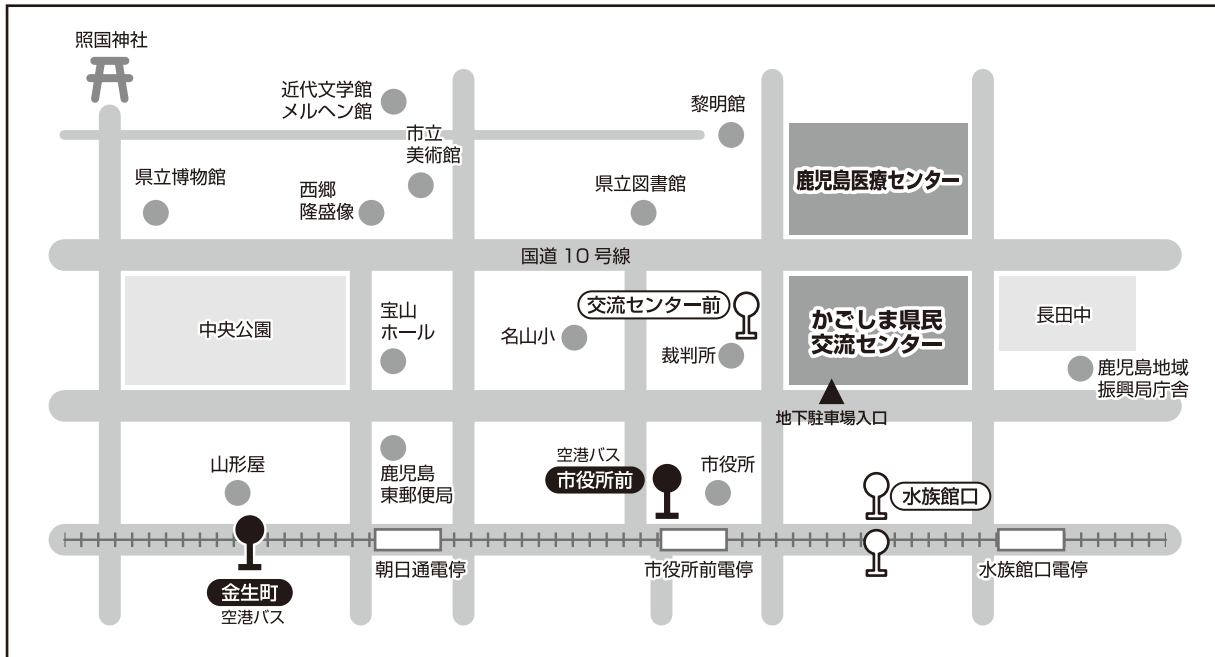 照国神社
近代文学館
メルヘン館
黎明館
市立
美術館
鹿児島医療センター
県立博物館
西郷
隆盛像
県立図書館
国道10号線
中央公園
宝山
ホール
名山小
交流センター前
裁判所
かごしま県民
交流センター
長田中
鹿児島地域
振興局庁舎
地下駐車場入口
山形屋
鹿児島
東郵便局
空港バス
市役所前
市役所
水族館口
朝日通電停
市役所前電停
水族館口電停
金生町
空港バス